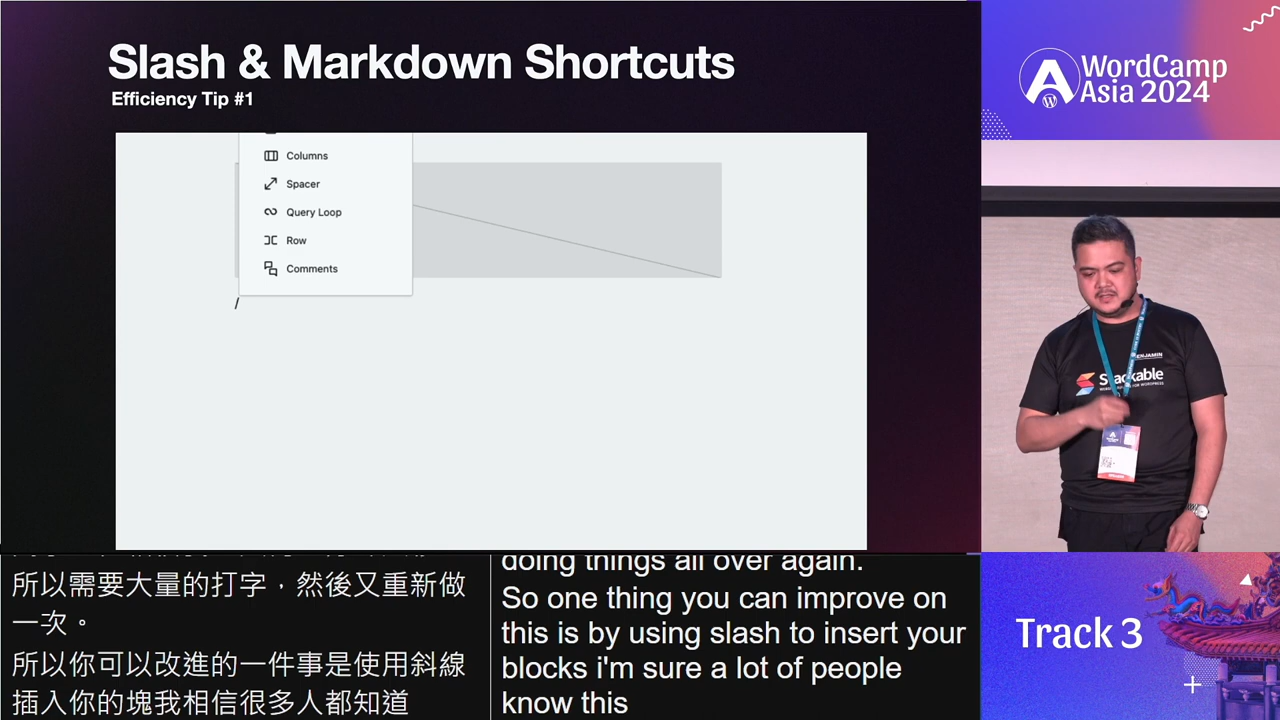 Slash & Markdown Shortcuts
Efficiency Tip #1
Columns
Spacer
Query Loop
Row
Comments
/
WordCamp
Asia 2024
BENJAMIN
Stackable
Track 3
所以需要大量的打字，然後又重新做
一次。
所以你可以改進的一件事是使用斜線
插入你的塊我相信很多人都知道
doing things all over again.
So one thing you can improve on
this is by using slash to insert your
blocks i'm sure a lot of people
know this